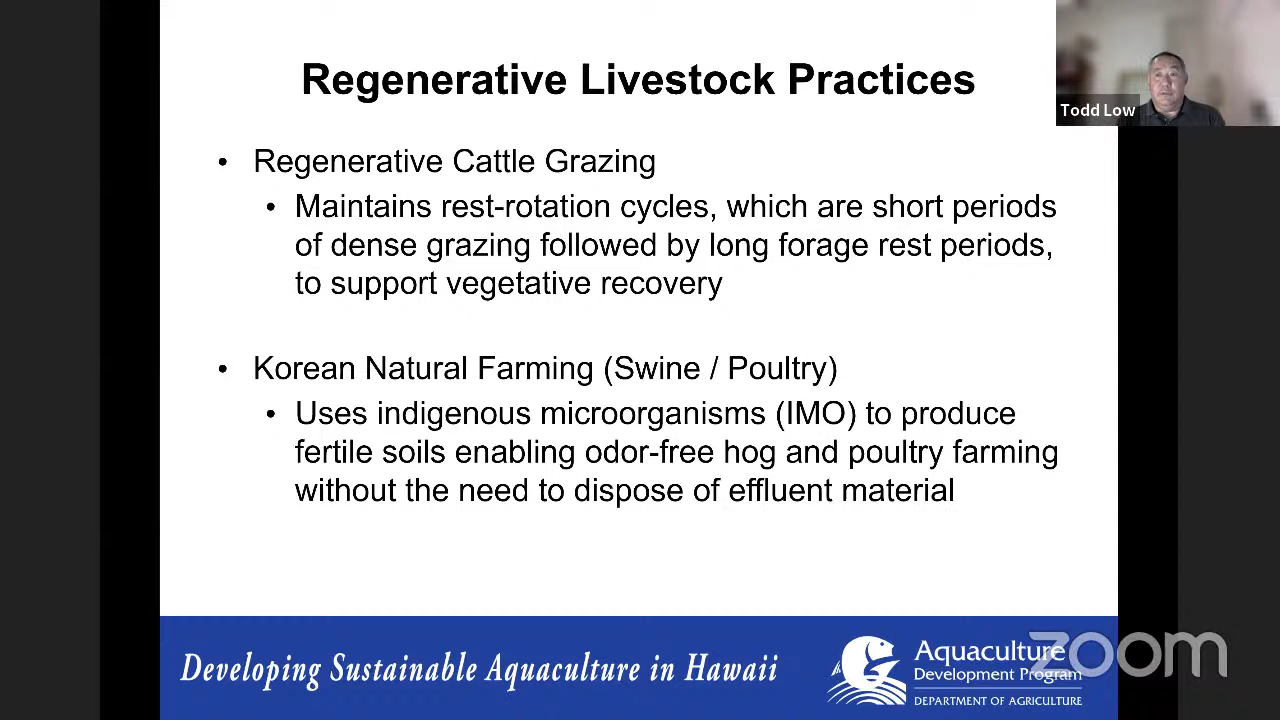 Regenerative Livestock Practices
Todd Low
• Regenerative Cattle Grazing
• Maintains rest-rotation cycles, which are short periods
of dense grazing followed by long forage rest periods,
to support vegetative recovery
• Korean Natural Farming (Swine / Poultry)
• Uses indigenous microorganisms (IMO) to produce
fertile soils enabling odor-free hog and poultry farming
without the need to dispose of effluent material
Developing Sustainable Aquaculture in Hawaii
Aquaculture
Development Program
DEPARTMENT OF AGRICULTURE
zoom